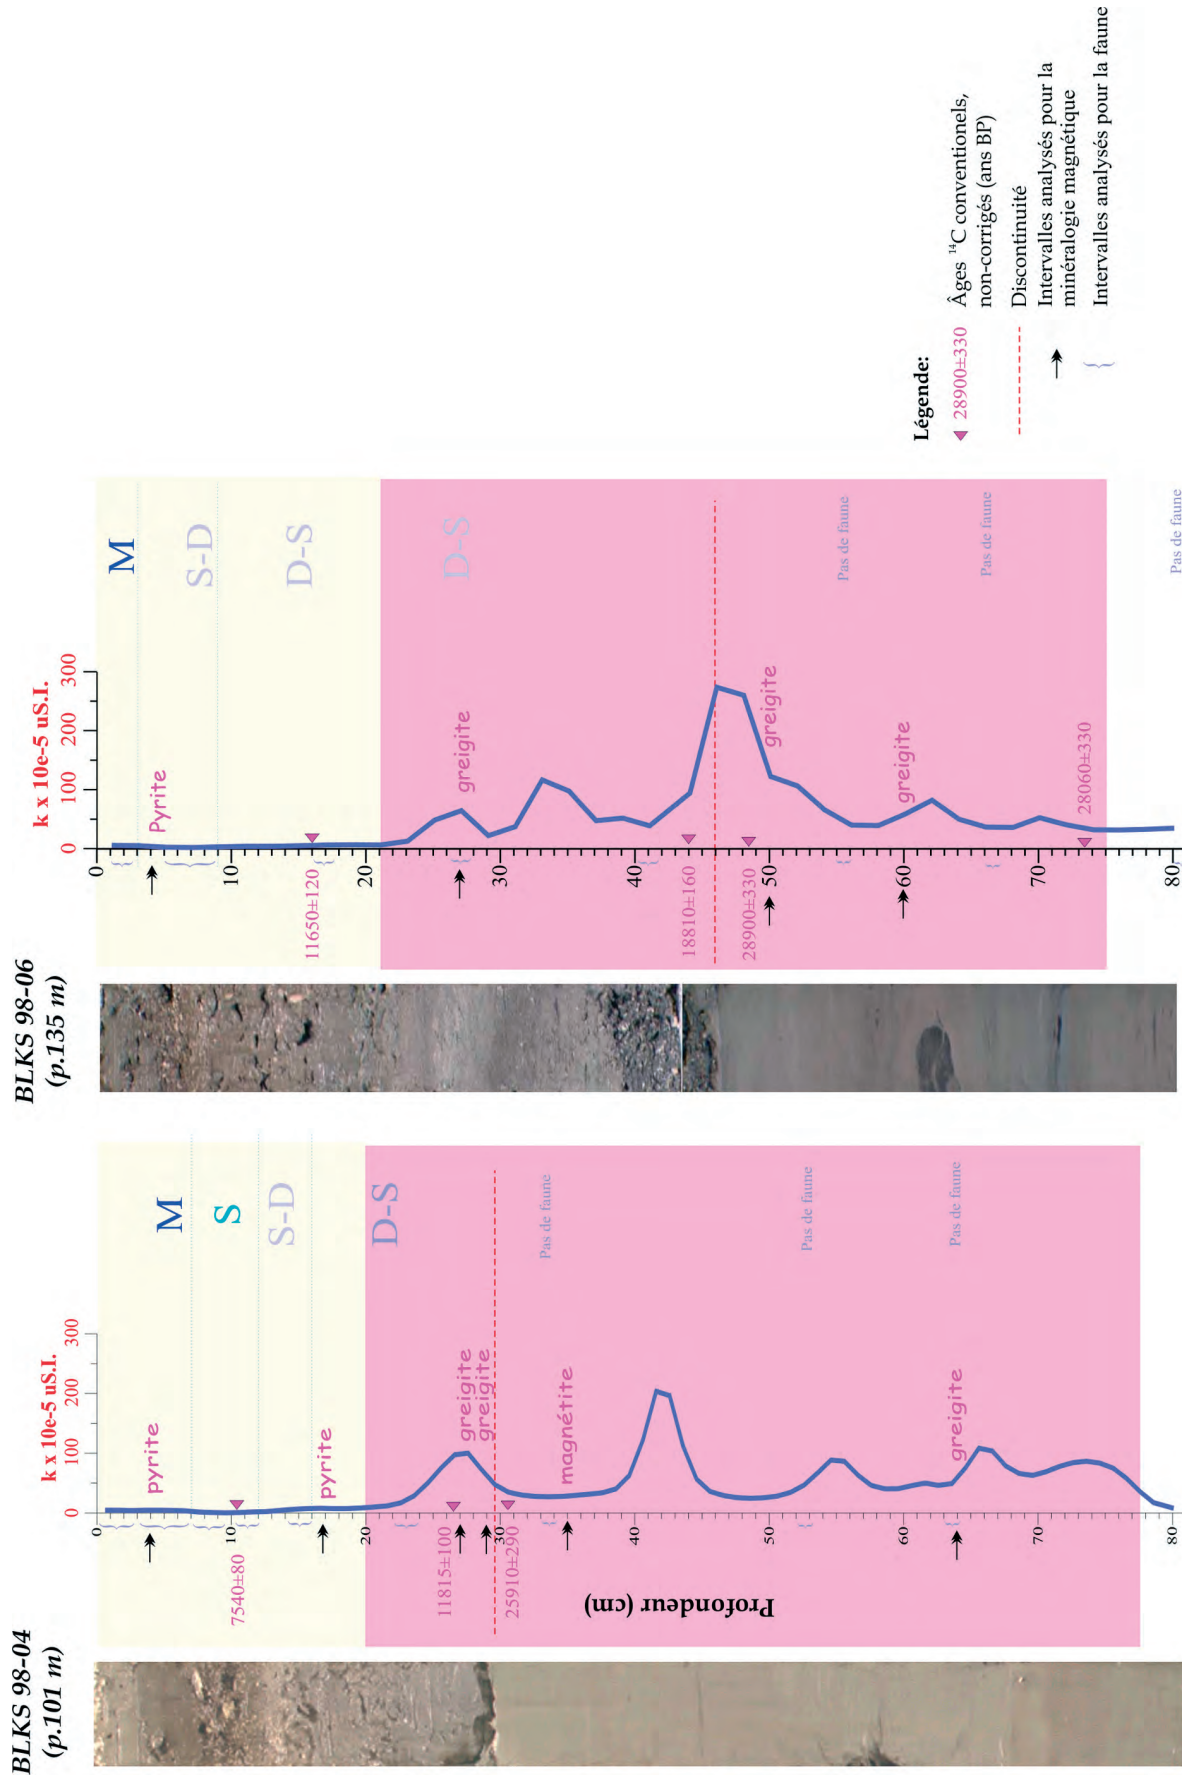 BLKS 98-04
(p.101 m)
k x 10e-5 uS.I.
0
100
200
300
Profondeur (cm)
0
10
20
30
40
50
60
70
80
M
S
S-D
D-S
pyrite
pyrite
greigite
greigite
magnétite
greigite
7540±80
11815±100
25910±290
Pas de faune
Pas de faune
Pas de faune
BLKS 98-06
(p.135 m)
k x 10e-5 uS.I.
0
100
200
300
0
10
20
30
40
50
60
70
80
M
S-D
D-S
D-S
Pyrite
greigite
greigite
greigite
11650±120
18810±160
28900±330
28060±330
Pas de faune
Pas de faune
Pas de faune
Légende:
28900±330
Âges ¹⁴C conventionels,
non-corrigés (ans BP)
Discontinuité
Intervalles analysés pour la
minéralogie magnétique
Intervalles analysés pour la faune